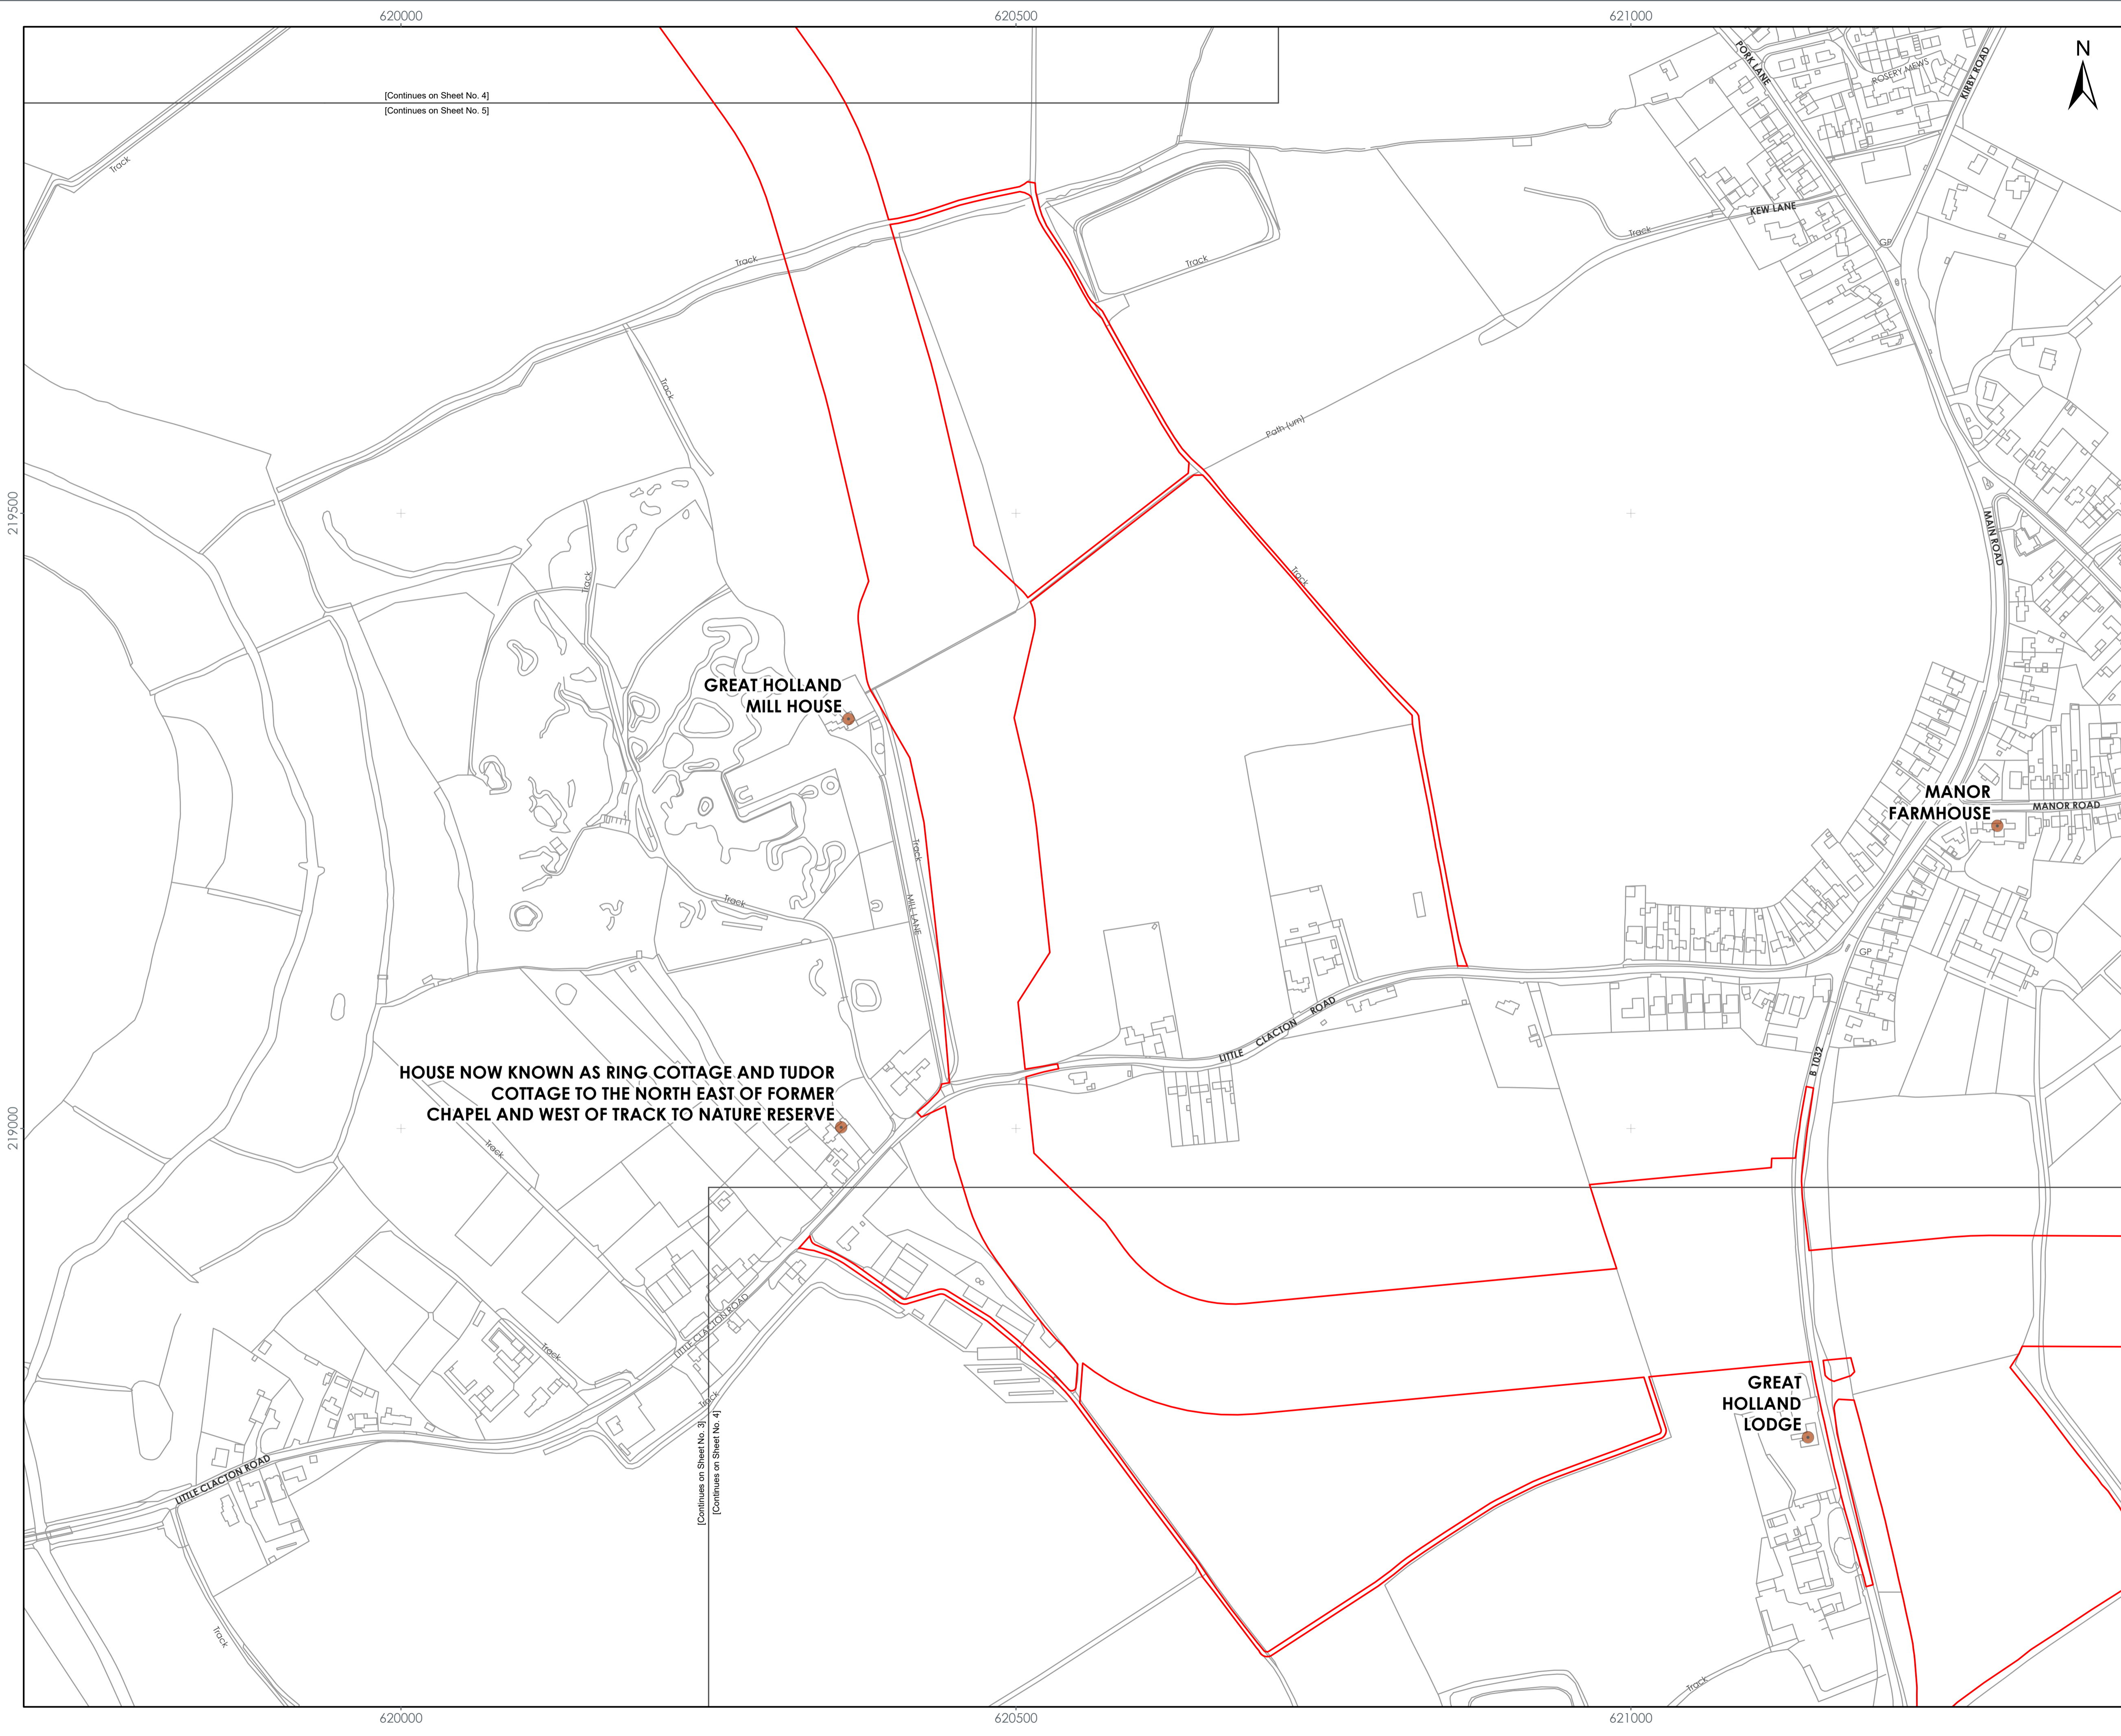 620000
620500
621000
N
PORK LANE
ROSERY MEWS
KIRBY ROAD
[Continues on Sheet No. 4]
[Continues on Sheet No. 5]
Track
KEW LANE
Track
GP
Track
Track
Track
Path (um)
219500
MAIN ROAD
Track
Track
GREAT HOLLAND
MILL HOUSE
MANOR
FARMHOUSE
MANOR ROAD
Track
Track
MILL LANE
GP
LITTLE CLACTON ROAD
B 1032
HOUSE NOW KNOWN AS RING COTTAGE AND TUDOR
COTTAGE TO THE NORTH EAST OF FORMER
CHAPEL AND WEST OF TRACK TO NATURE RESERVE
219000
Track
LITTLE CLACTON ROAD
Track
Track
GREAT
HOLLAND
LODGE
[Continues on Sheet No. 3]
[Continues on Sheet No. 4]
LITTLE CLACTON ROAD
Track
Track
620000
620500
621000